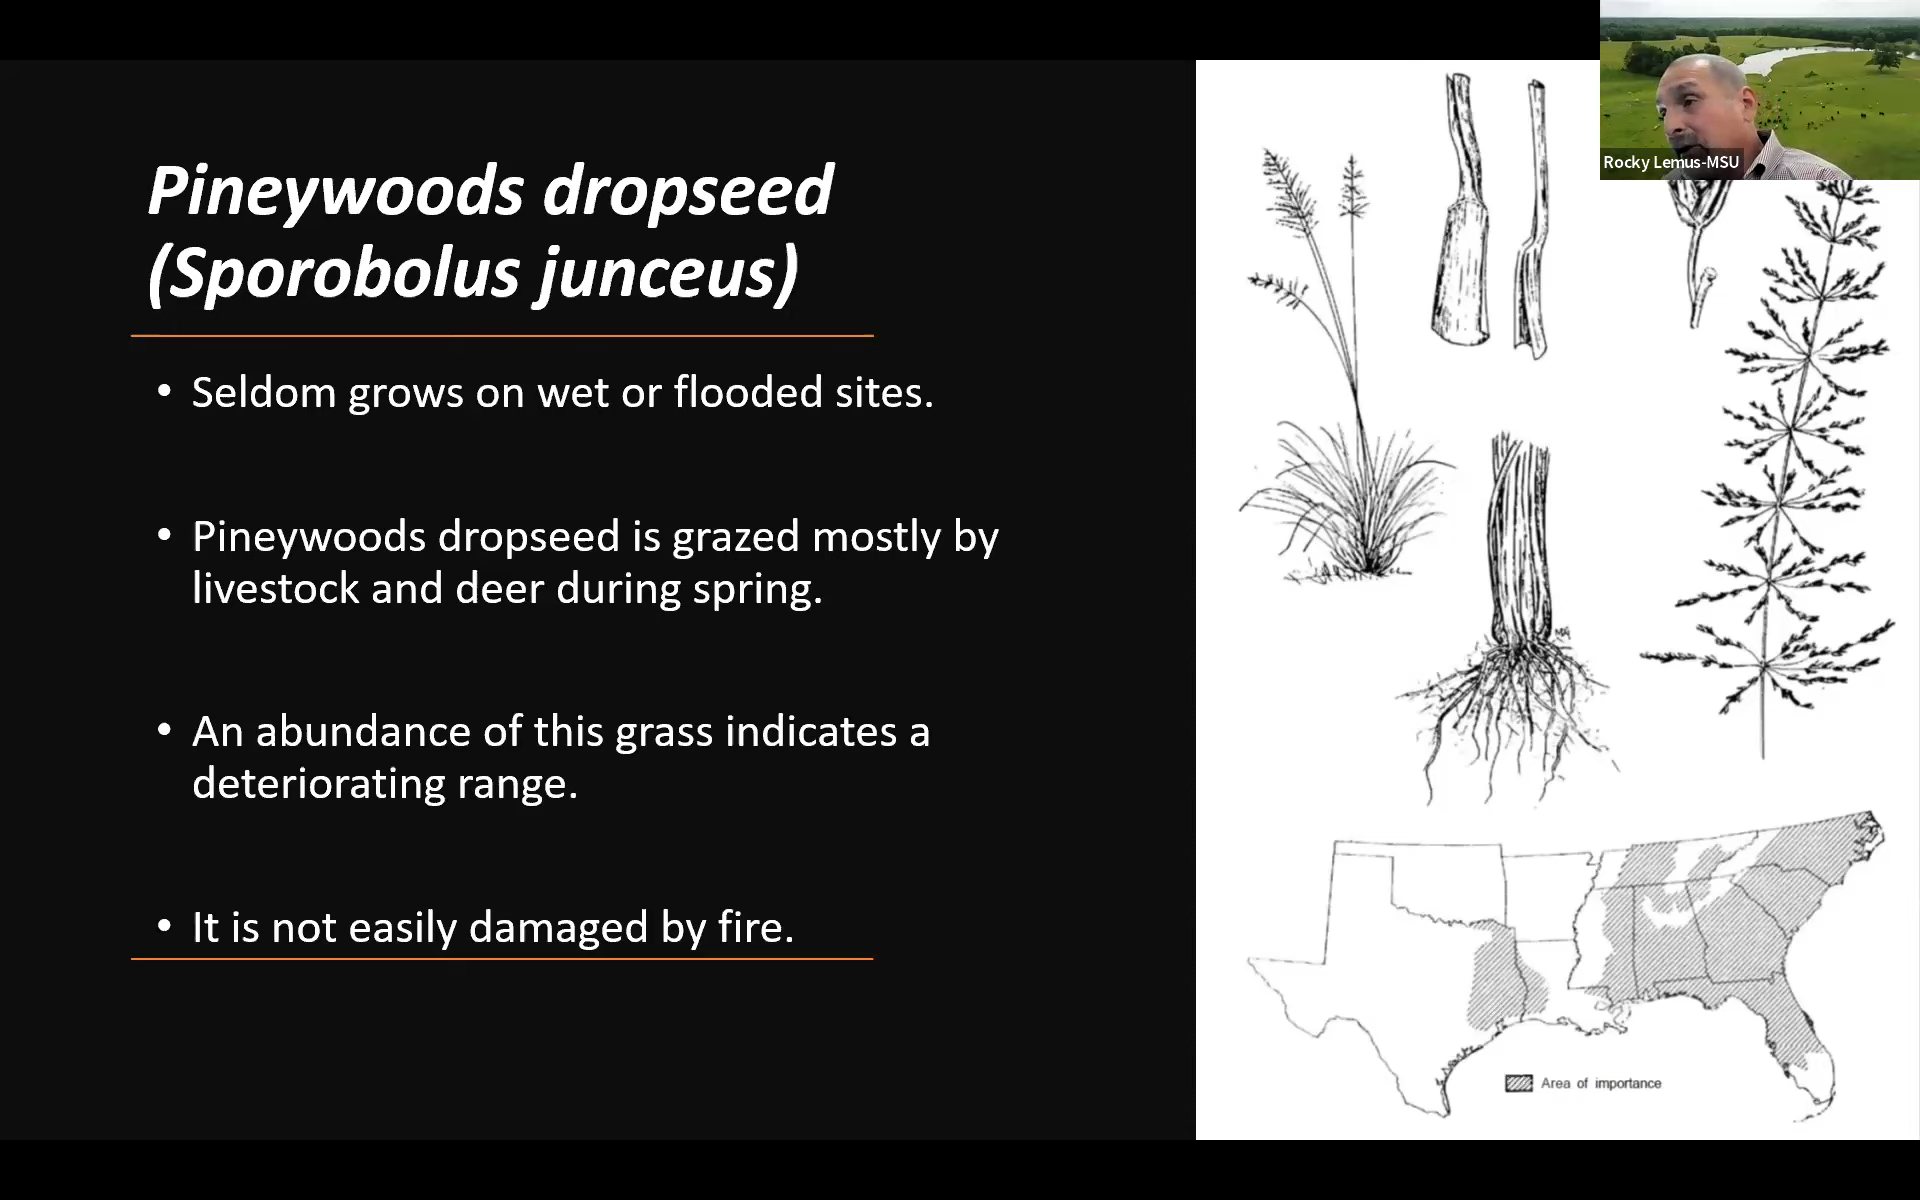 Rocky Lemus-MSU
Pineywoods dropseed
(Sporobolus junceus)
• Seldom grows on wet or flooded sites.
• Pineywoods dropseed is grazed mostly by
livestock and deer during spring.
• An abundance of this grass indicates a
deteriorating range.
• It is not easily damaged by fire.
Area of importance